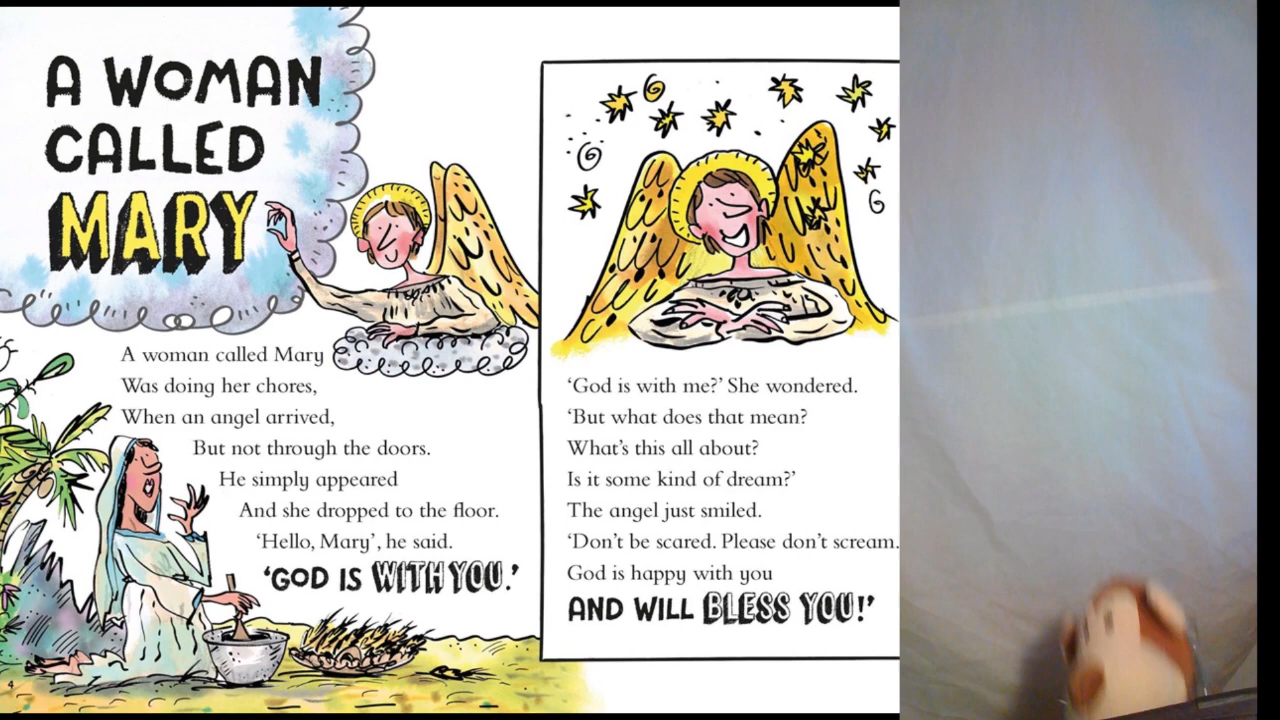 A WOMAN
CALLED
MARY
A woman called Mary
Was doing her chores,
When an angel arrived,
But not through the doors.
He simply appeared
And she dropped to the floor.
‘Hello, Mary’, he said.
‘GOD IS WITH YOU.’
4
‘God is with me?’ She wondered.
‘But what does that mean?
What’s this all about?
Is it some kind of dream?’
The angel just smiled.
‘Don’t be scared. Please don’t scream.
God is happy with you
AND WILL BLESS YOU!’